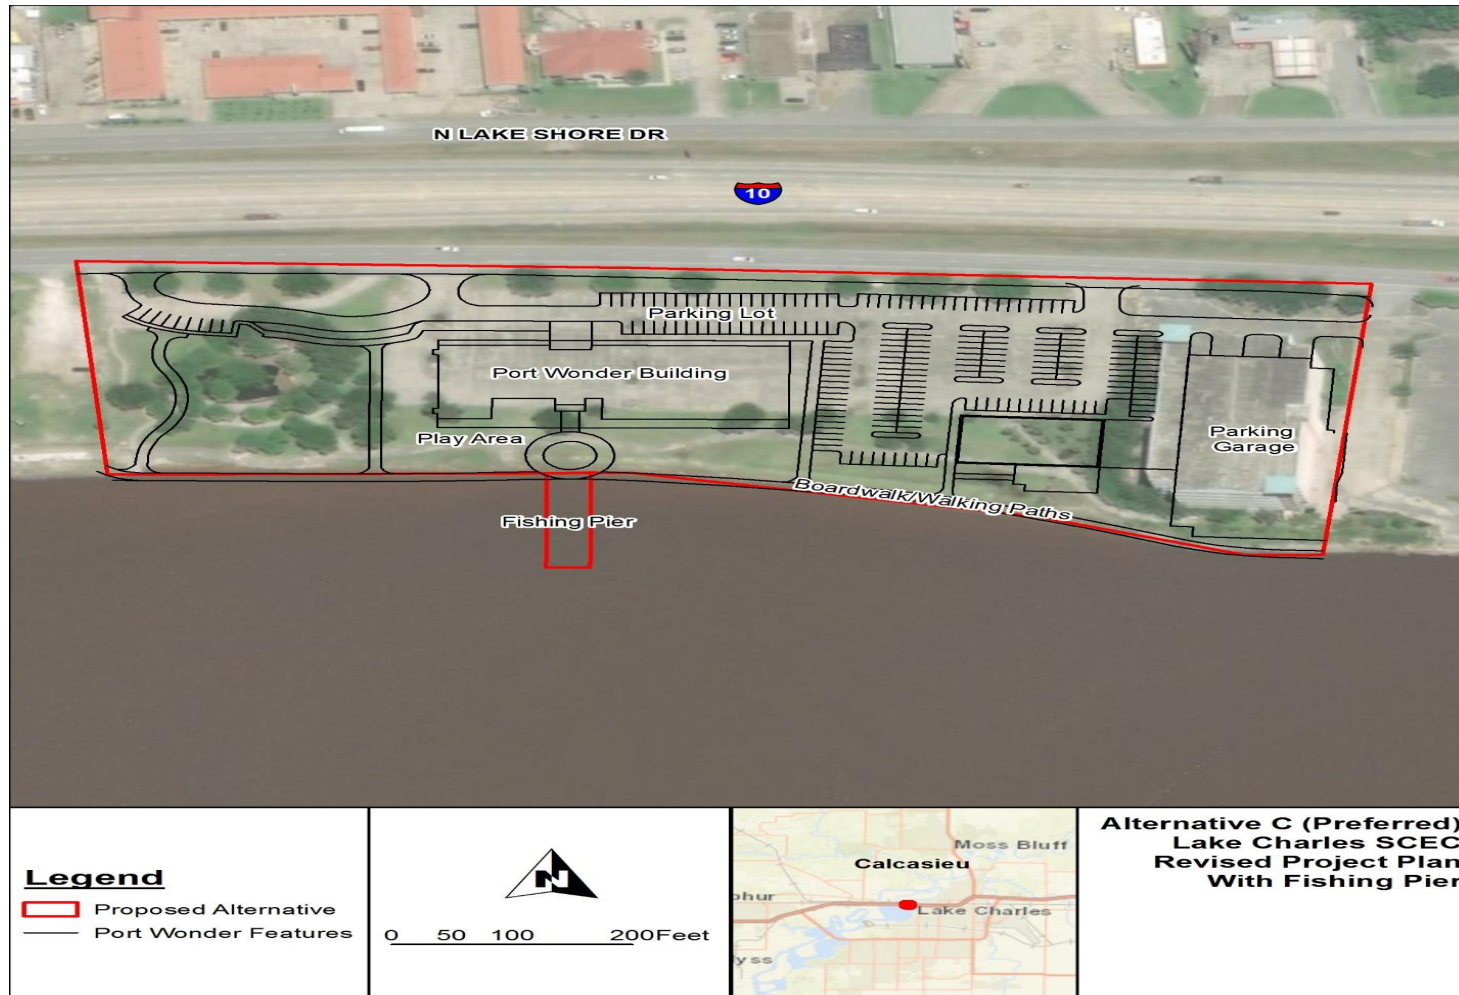 N LAKE SHORE DR
10
Parking Lot
Port Wonder Building
Play Area
Parking
Garage
Boardwalk/Walking Paths
Fishing Pier
Legend
Proposed Alternative
Port Wonder Features
N
0 50 100 200Feet
Moss Bluff
Calcasieu
phur
Lake Charles
yss
Alternative C (Preferred)
Lake Charles SCEC
Revised Project Plan
With Fishing Pier